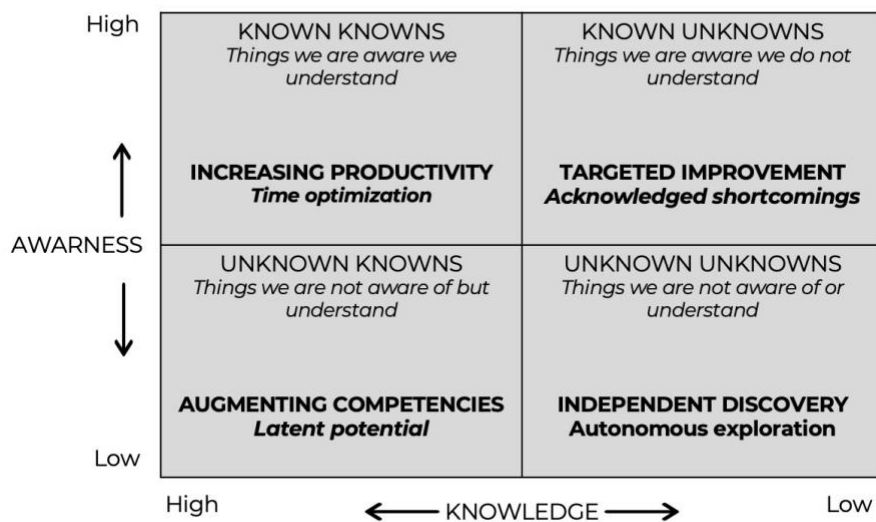 High
KNOWN KNOWNS
Things we are aware we
understand
INCREASING PRODUCTIVITY
Time optimization
KNOWN UNKNOWNS
Things we are aware we do not
understand
TARGETED IMPROVEMENT
Acknowledged shortcomings
AWARNESS
UNKNOWN KNOWNS
Things we are not aware of but
understand
AUGMENTING COMPETENCIES
Latent potential
UNKNOWN UNKNOWNS
Things we are not aware of or
understand
INDEPENDENT DISCOVERY
Autonomous exploration
Low
High
KNOWLEDGE
Low